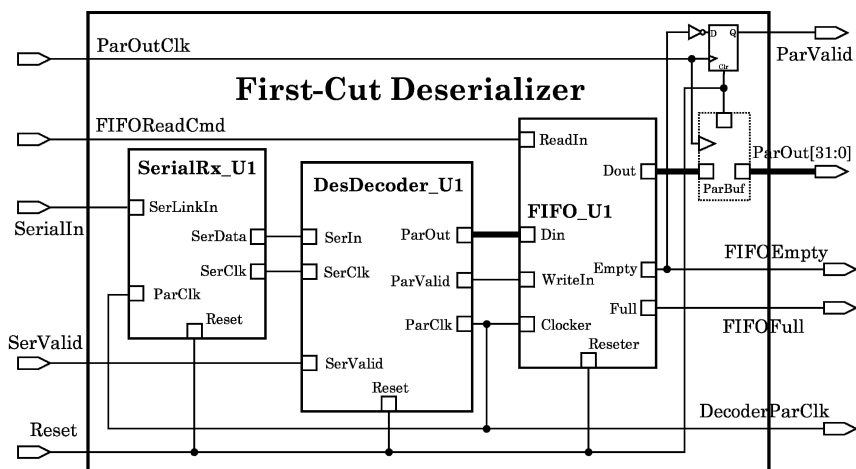 ParOutClk
D
Q
Clr
ParValid
First-Cut Deserializer
FIFOReadCmd
ReadIn
ParOut[31:0]
SerialRx_U1
DesDecoder_U1
Dout
ParBuf
SerLinkIn
FIFO_U1
SerialIn
SerData
SerIn
ParOut
Din
SerClk
SerClk
ParValid
WriteIn
Empty
FIFOEmpty
ParClk
Full
FIFOFull
Reset
ParClk
Clocker
SerValid
Reseter
SerValid
Reset
DecoderParClk
Reset